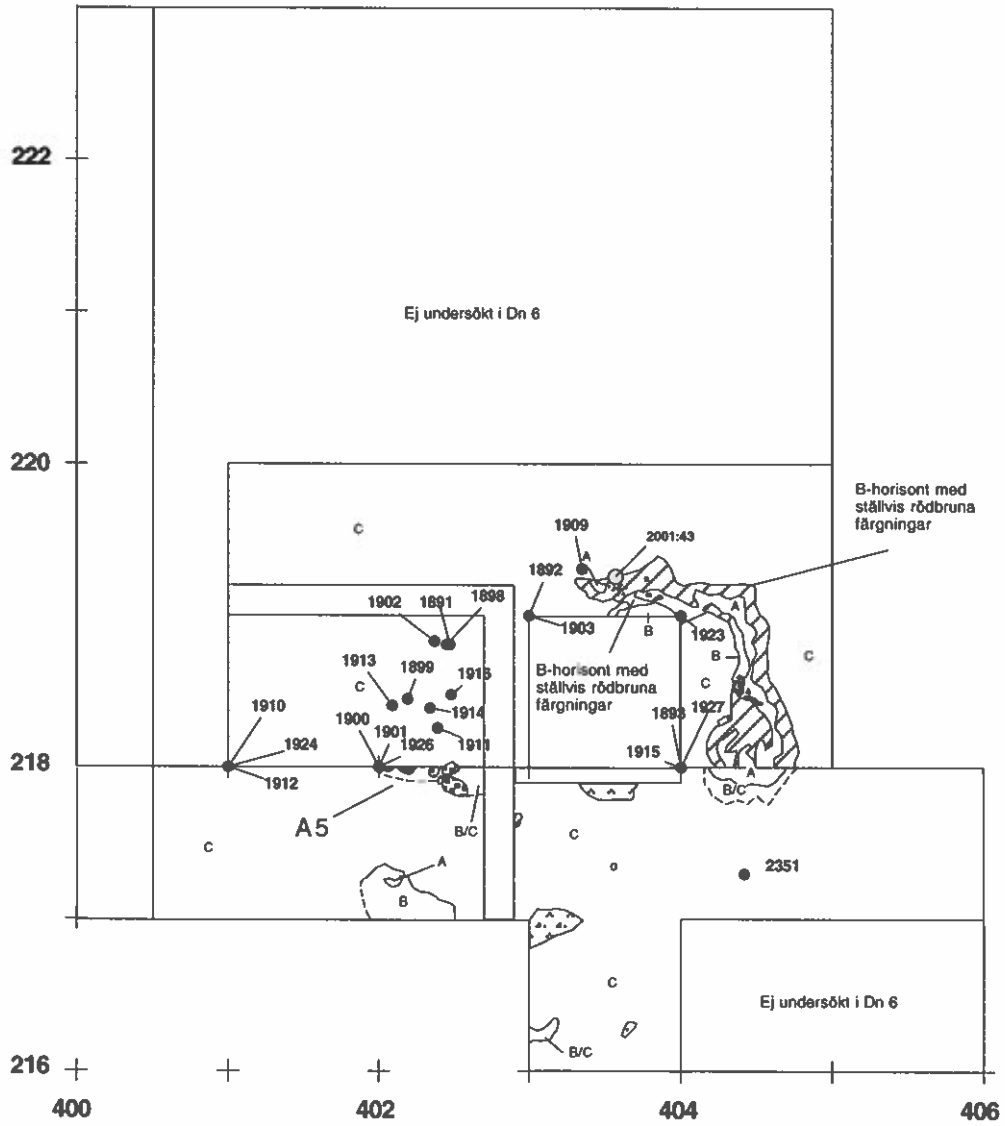 222
Ej undersökt i Dn 6
220
B-horisont med
ställvis rödbruna
färgningar
C
1909
A
2001:43
1892
1902
1891
1898
1903
B
1923
A
B
C
1913
1899
1916
C
C
B-horisont med
ställvis rödbruna
färgningar
1910
1900
1901
1914
1893
1927
A
1924
1926
1911
1915
218
1912
A
B/C
A5
B/C
C
C
A
2351
B
C
Ej undersökt i Dn 6
B/C
216
400
402
404
406